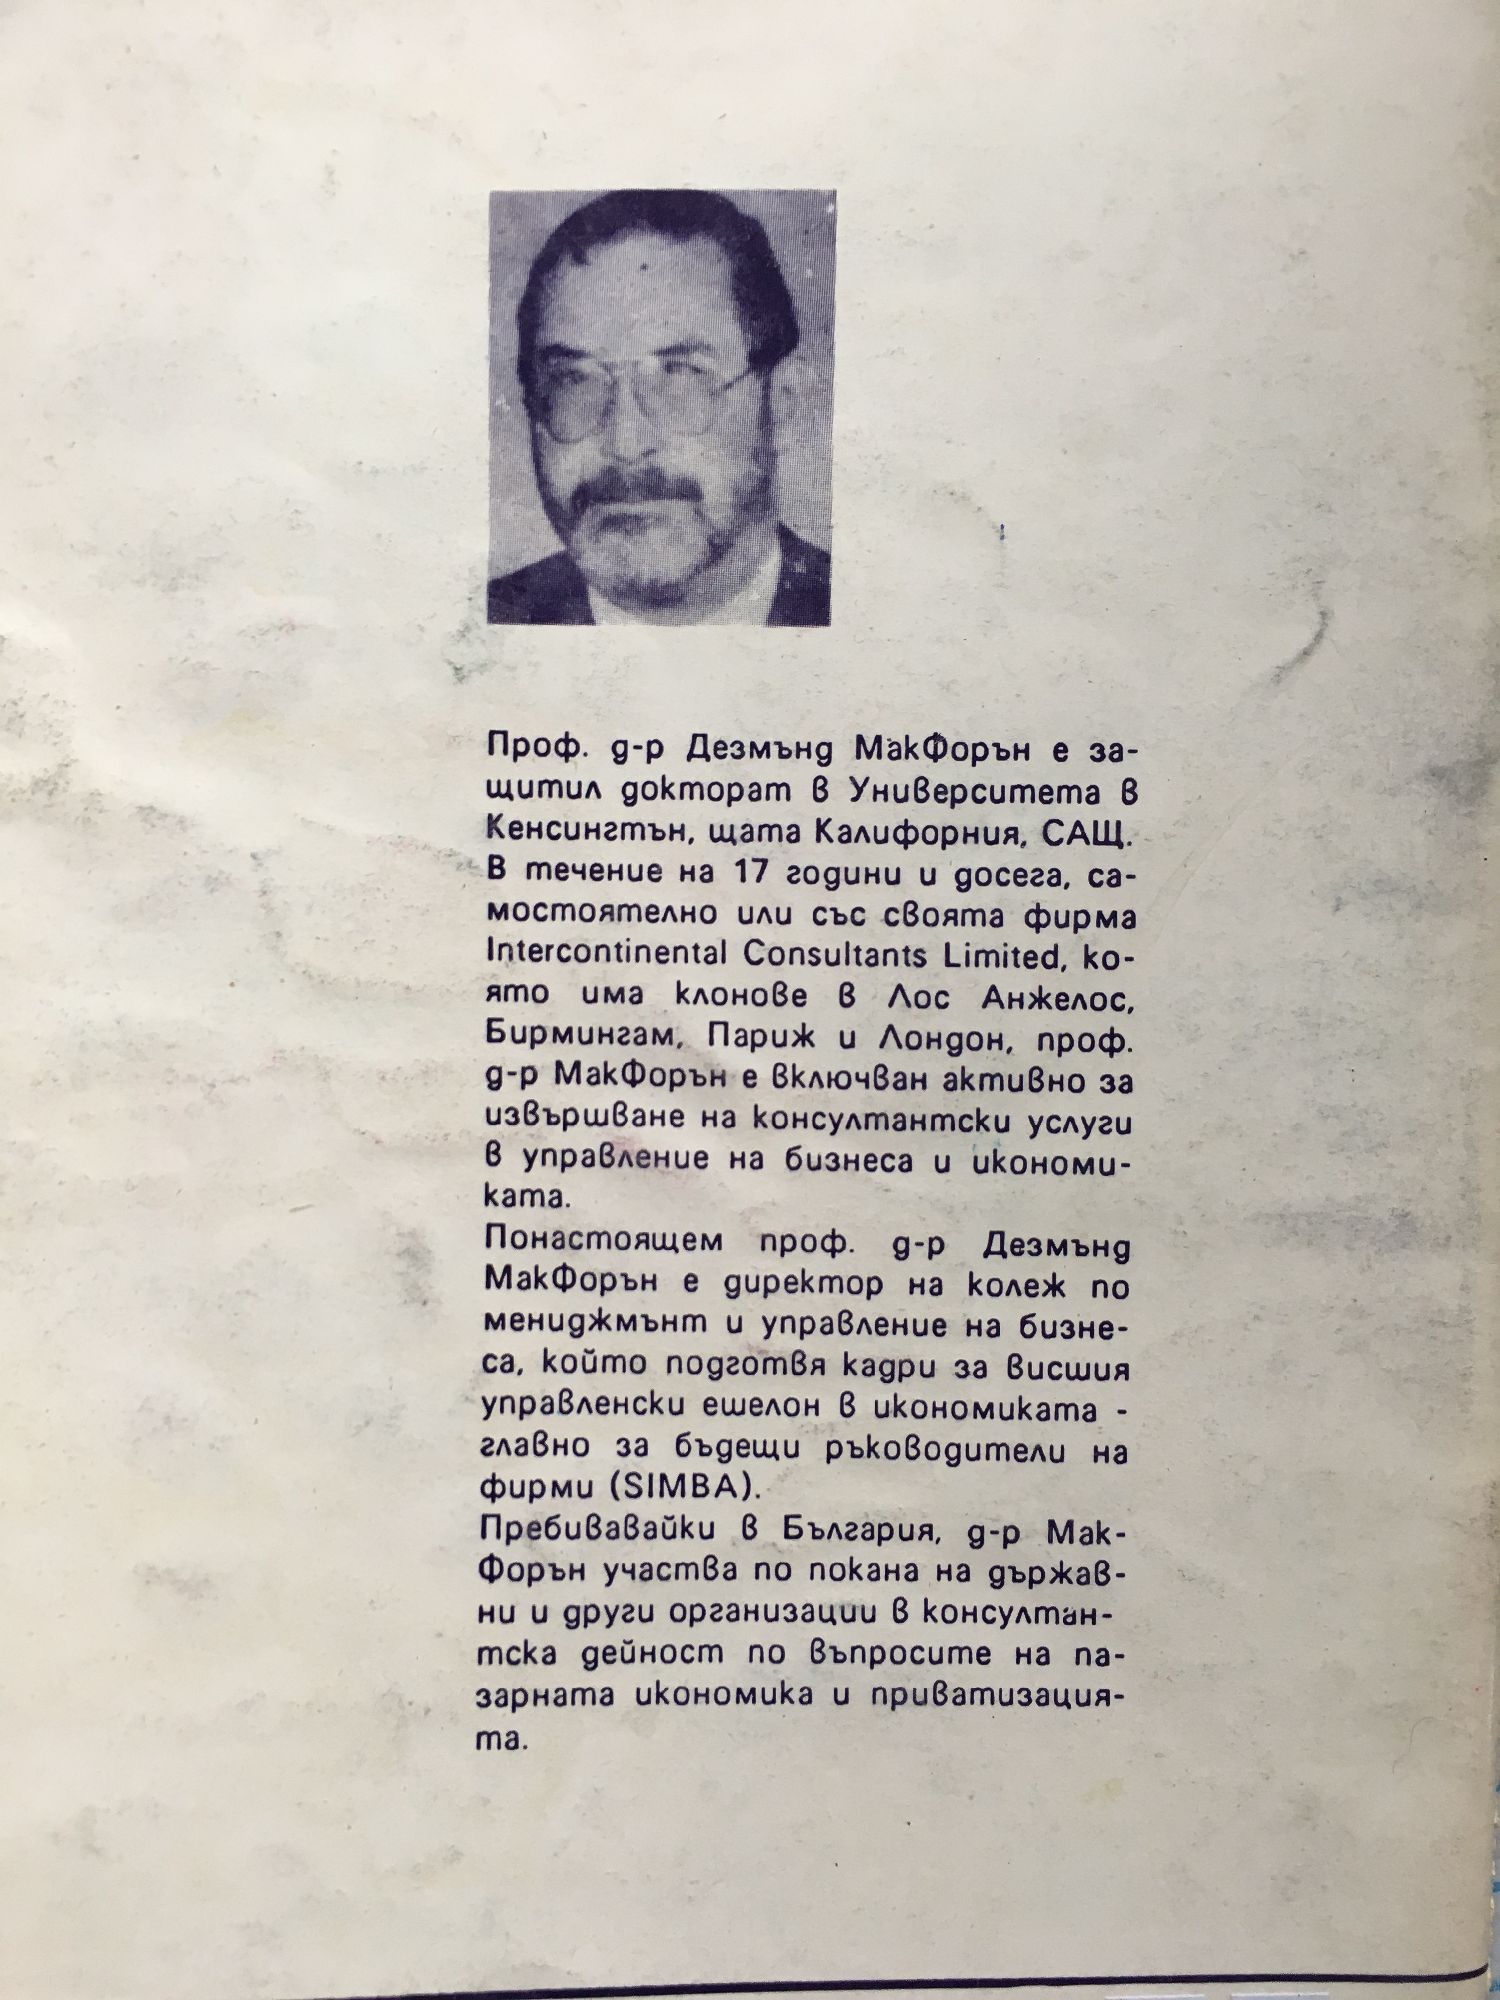 Проф. д-р Дезмънд МакФорън е за-
щитил докторат в Университета в
Кенсингтън, щата Калифорния, САЩ.
В течение на 17 години и досега, са-
мостоятелно или със своята фирма
Intercontinental Consultants Limited, ко-
ято има клонове в Лос Анжелос,
Бирмингам, Париж и Лондон, проф.
д-р МакФорън е включван активно за
извършване на консултантски услуги
в управление на бизнеса и икономи-
ката.
Понастоящем проф. д-р Дезмънд
МакФорън е директор на колеж по
мениджмънт и управление на бизне-
са, който подготвя кадри за висшия
управленски ешелон в икономиката -
главно за бъдещи ръководители на
фирми (SIMBA).
Пребивавайки в България, д-р Мак-
Форън участва по покана на държав-
ни и други организации в консултан-
тска дейност по въпросите на па-
зарната икономика и приватизация-
та.